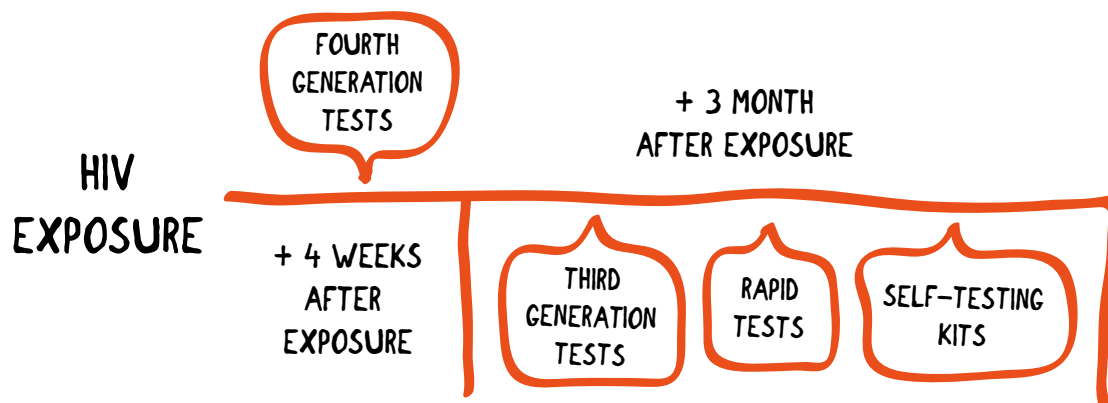 HIV
EXPOSURE
FOURTH
GENERATION
TESTS
+ 4 WEEKS
AFTER
EXPOSURE
+ 3 MONTH
AFTER EXPOSURE
THIRD
GENERATION
TESTS
RAPID
TESTS
SELF-TESTING
KITS